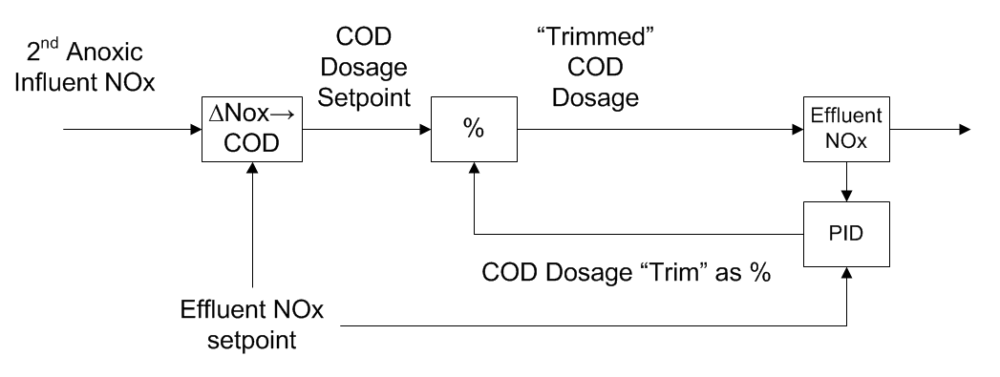 2nd Anoxic
Influent NOx
COD
Dosage
Setpoint
“Trimmed”
COD
Dosage
ΔNox→
COD
%
Effluent
NOx
PID
COD Dosage “Trim” as %
Effluent NOx
setpoint